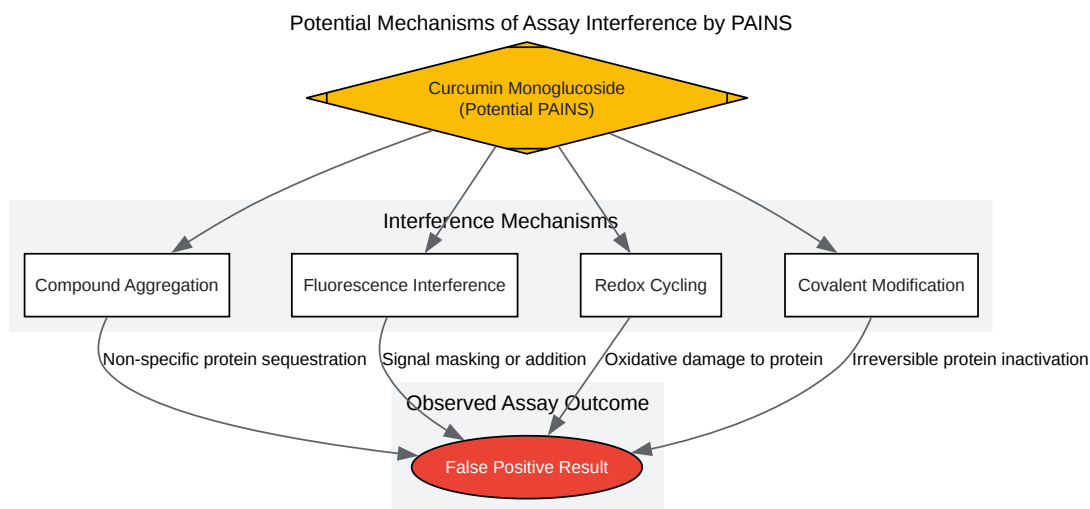 Potential Mechanisms of Assay Interference by PAINS
Curcumin Monoglucoside
(Potential PAINS)
Interference Mechanisms
Compound Aggregation
Fluorescence Interference
Redox Cycling
Covalent Modification
Non-specific protein sequestration
Signal masking or addition
Oxidative damage to protein
Irreversible protein inactivation
Observed Assay Outcome
False Positive Result